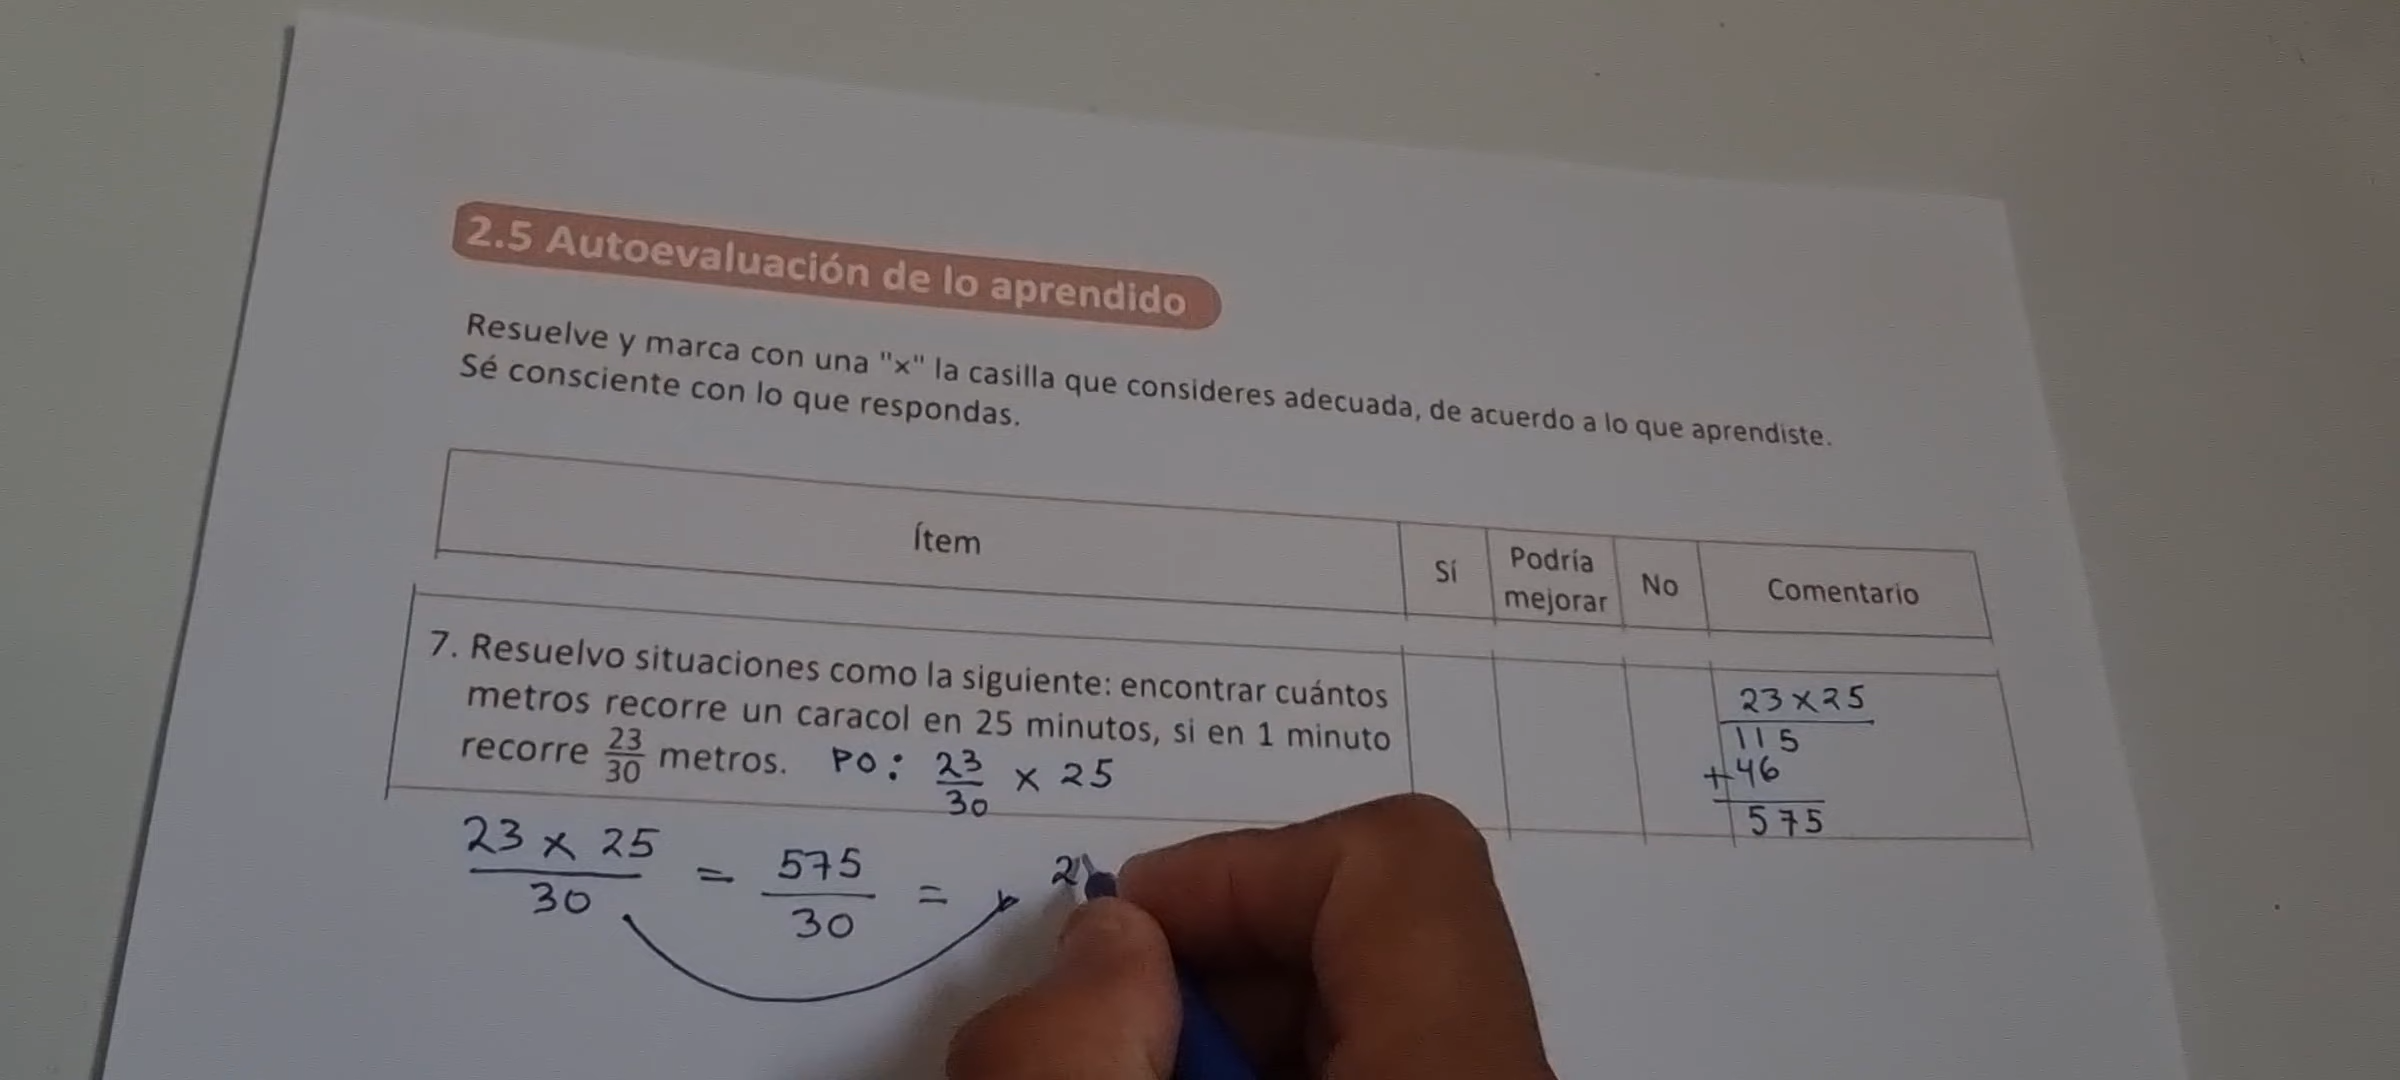 2.5 Autoevaluación de lo aprendido
Resuelve y marca con una "x" la casilla que consideres adecuada, de acuerdo a lo que aprendiste.
Sé consciente con lo que respondas.
Ítem
Sí
Podría
mejorar
No
Comentario
7. Resuelvo situaciones como la siguiente: encontrar cuántos
metros recorre un caracol en 25 minutos, si en 1 minuto
recorre 23/30 metros. PO: 23/30 x 25
23 x 25
115
+46
575
23 x 25 / 30 = 575 / 30 =